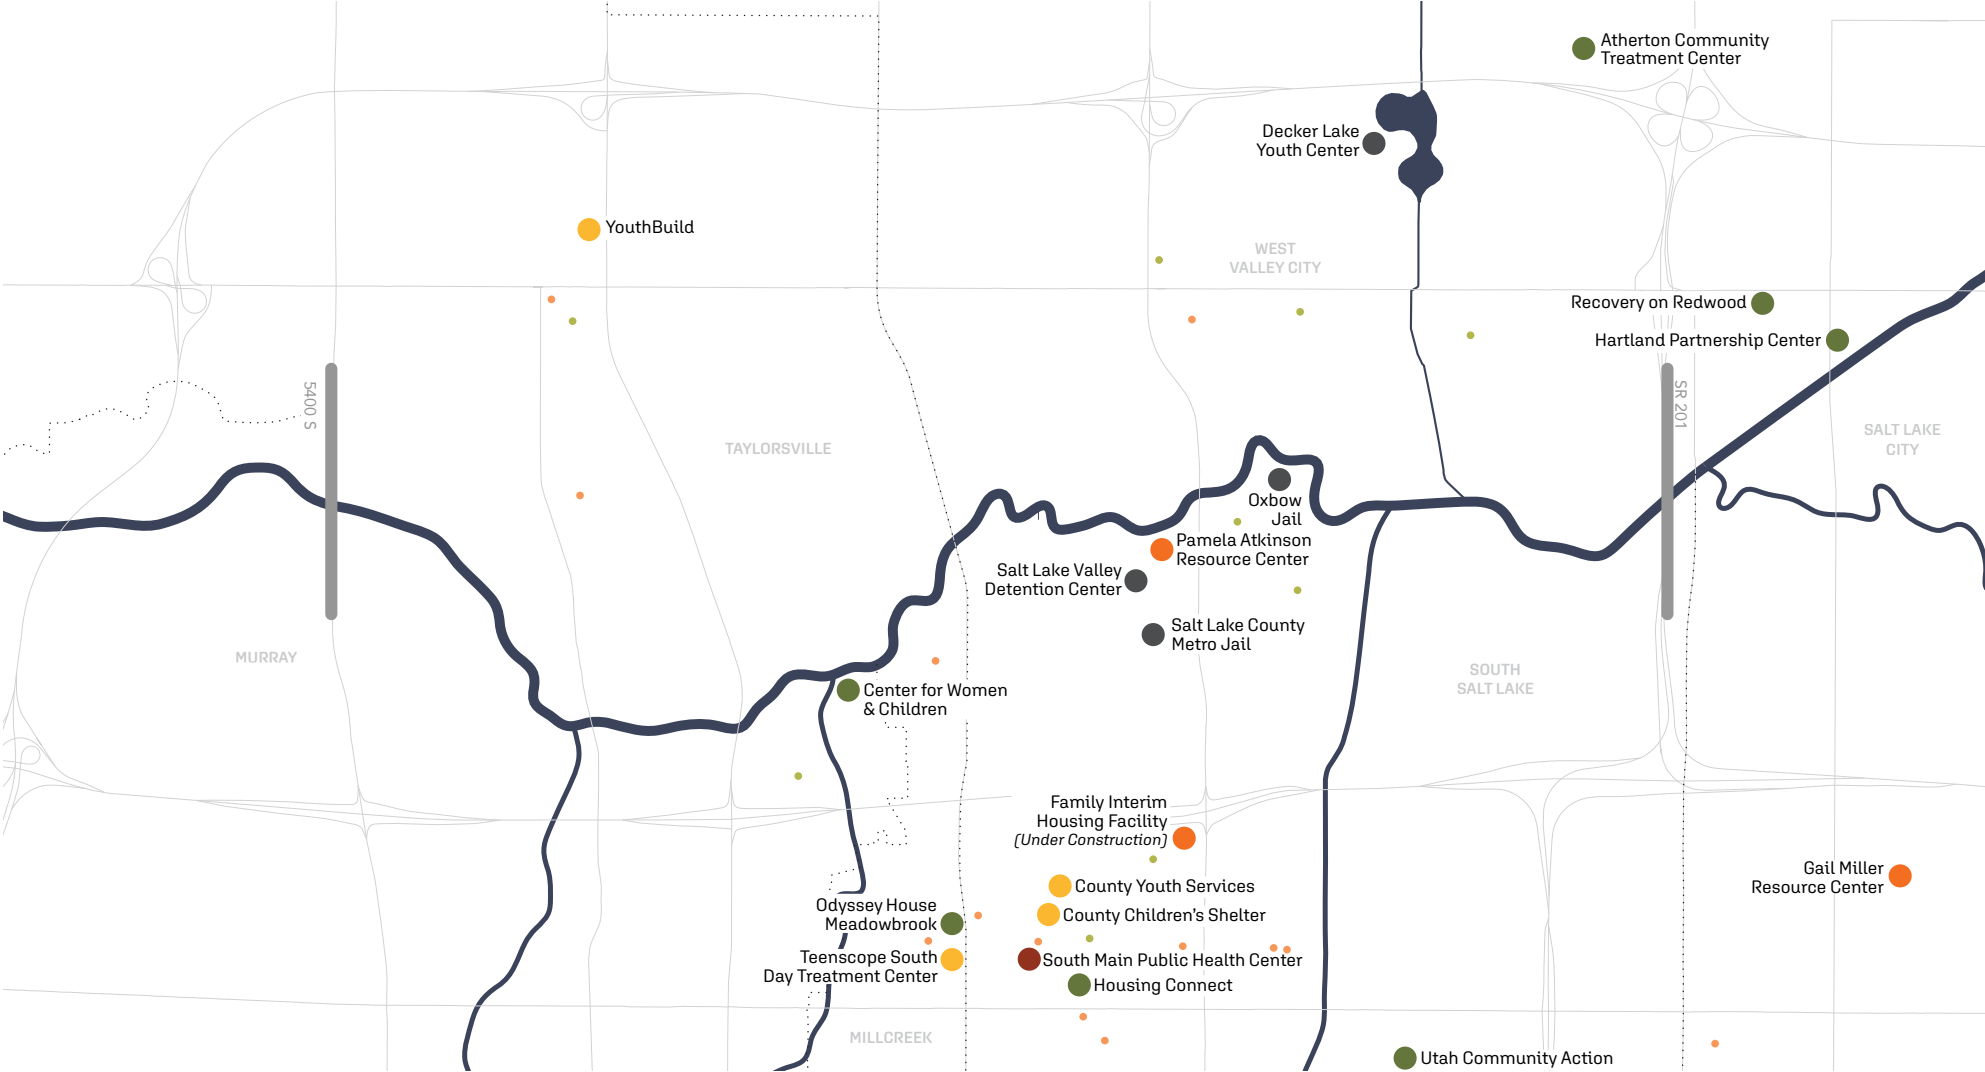 Atherton Community
Treatment Center
Decker Lake
Youth Center
YouthBuild
WEST
VALLEY CITY
Recovery on Redwood
Hartland Partnership Center
5400 S
SR 201
TAYLORSVILLE
SALT LAKE
CITY
Oxbow
Jail
Pamela Atkinson
Resource Center
Salt Lake Valley
Detention Center
Salt Lake County
Metro Jail
MURRAY
SOUTH
SALT LAKE
Center for Women
& Children
Family Interim
Housing Facility
(Under Construction)
Gail Miller
Resource Center
County Youth Services
County Children’s Shelter
Odyssey House
Meadowbrook
Teenscope South
Day Treatment Center
South Main Public Health Center
Housing Connect
MILLCREEK
Utah Community Action